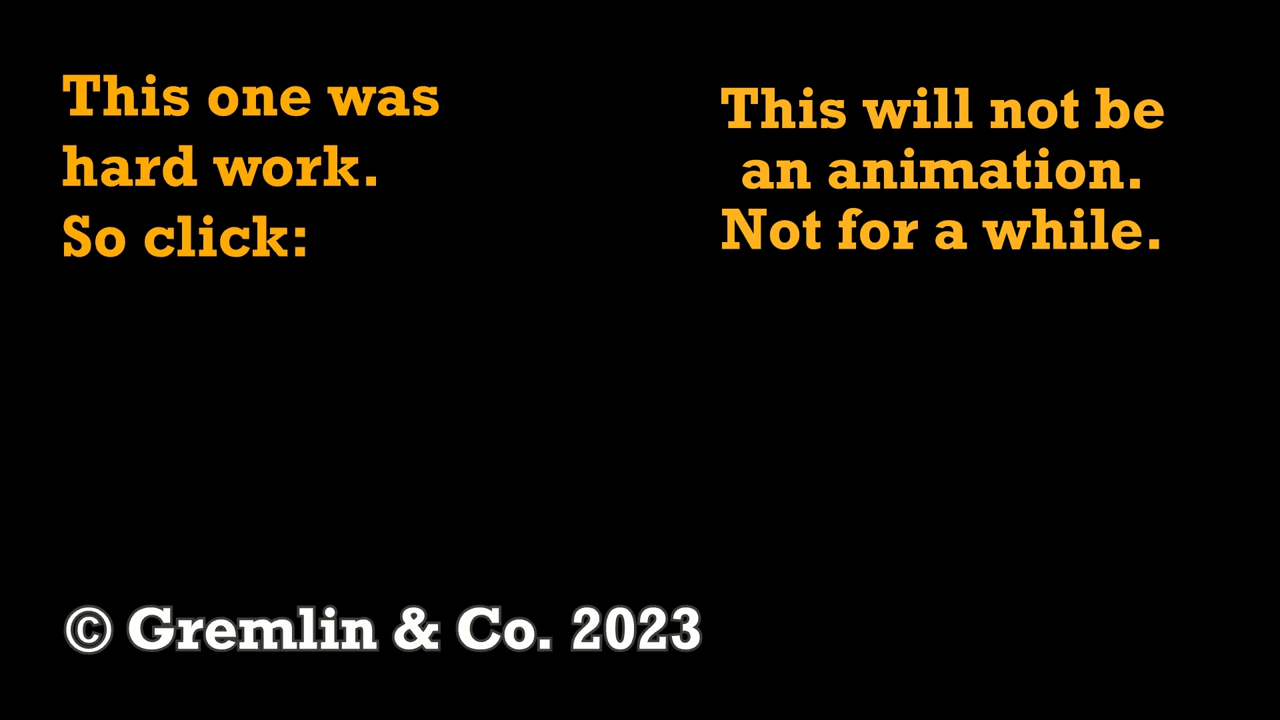 This one was
hard work.
So click:
This will not be
an animation.
Not for a while.
© Gremlin & Co. 2023